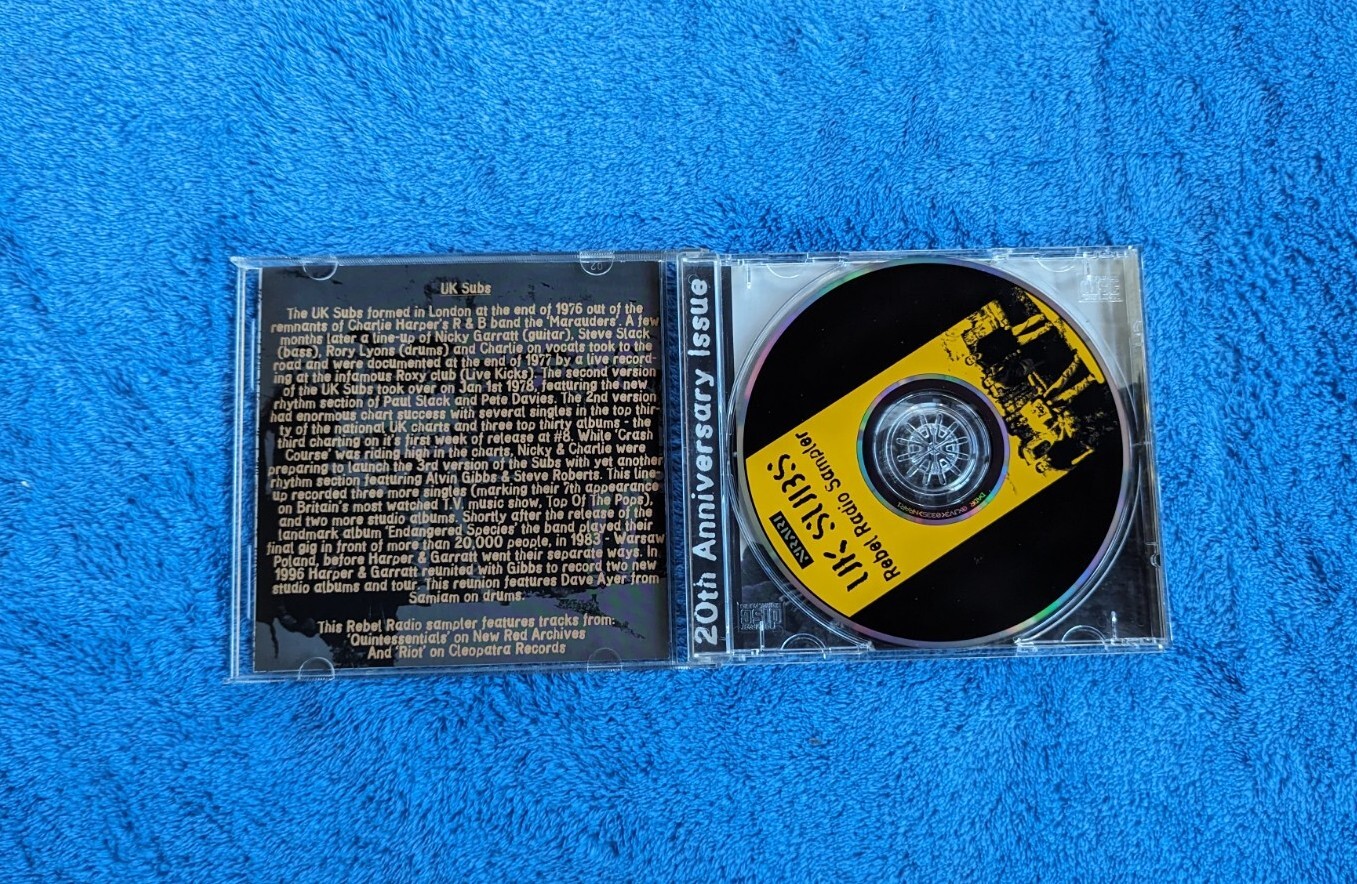 UK Subs
The UK Subs formed in London at the end of 1976 out of the
remnants of Charlie Harper's R & B band the 'Marauders'. A few
months later a line-up of Nicky Garratt (guitar), Steve Slack
(bass), Rory Lyons (drums) and Charlie on vocals took to the
road and were documented at the end of 1977 by a live record-
ing at the infamous Roxy club (Live Kicks). The second version
of the UK Subs took over on Jan 1st 1978, featuring the new
rhythm section of Paul Slack and Pete Davies. The 2nd version
had enormous chart success with several singles in the top thir-
ty of the national UK charts and three top thirty albums - the
third charting on it's first week of release at #8. While 'Crash
Course' was riding high in the charts, Nicky & Charlie were
preparing to launch the 3rd version of the Subs with yet another
rhythm section featuring Alvin Gibbs & Steve Roberts. This line
up recorded three more singles (marking their 7th appearance
on Britain's most watched T.V. music show, Top Of The Pops),
and two more studio albums. Shortly after the release of the
landmark album 'Endangered Species' the band played their
final gig in front of more than 20,000 people, in 1983 - Warsaw
Poland, before Harper & Garratt went their separate ways. In
1996 Harper & Garratt reunited with Gibbs to record two new
studio albums and tour. This reunion features Dave Ayer from
Samiam on drums.
This Rebel Radio sampler features tracks from:
'Quintessentials' on New Red Archives
And 'Riot' on Cleopatra Records
20th Anniversary Issue
UK SUBS
Rebel Radio Sampler